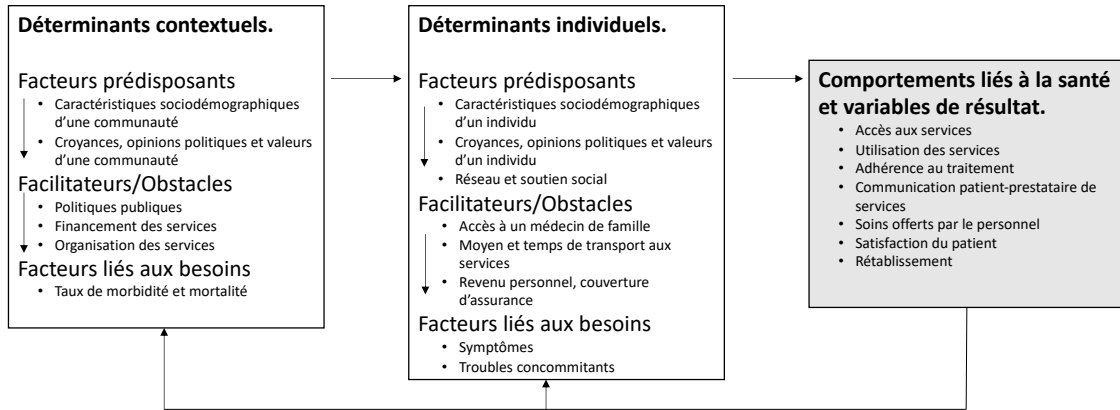 Déterminants contextuels.
Facteurs prédisposants
• Caractéristiques sociodémographiques
d'une communauté
• Croyances, opinions politiques et valeurs
d'une communauté
Facilitateurs/Obstacles
• Politiques publiques
• Financement des services
• Organisation des services
Facteurs liés aux besoins
• Taux de morbidité et mortalité
Déterminants individuels.
Facteurs prédisposants
• Caractéristiques sociodémographiques
d'un individu
• Croyances, opinions politiques et valeurs
d'un individu
• Réseau et soutien social
Facilitateurs/Obstacles
• Accès à un médecin de famille
• Moyen et temps de transport aux
services
• Revenu personnel, couverture
d'assurance
Facteurs liés aux besoins
• Symptômes
• Troubles concommitants
Comportements liés à la santé
et variables de résultat.
• Accès aux services
• Utilisation des services
• Adhérence au traitement
• Communication patient-prestataire de
services
• Soins offerts par le personnel
• Satisfaction du patient
• Rétablissement